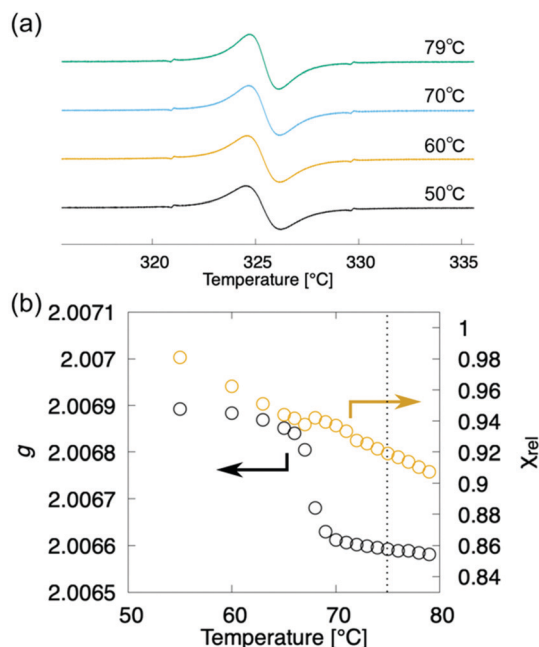 (a)
79°C
70°C
60°C
50°C
320 325 330 335
Temperature [°C]
(b)
2.0071
2.007
2.0069
2.0068
2.0067
2.0066
2.0065
g
1
0.98
0.96
0.94
0.92
0.9
0.88
0.86
0.84
χrel
50 60 70 80
Temperature [°C]